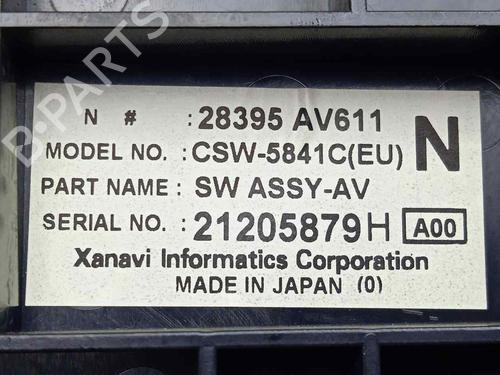 N # : 28395 AV611
N
MODEL NO. : CSW-5841C(EU)
PART NAME : SW ASSY-AV
SERIAL NO. : 21205879H A00
Xanavi Informatics Corporation
MADE IN JAPAN (0)
B-PARTS